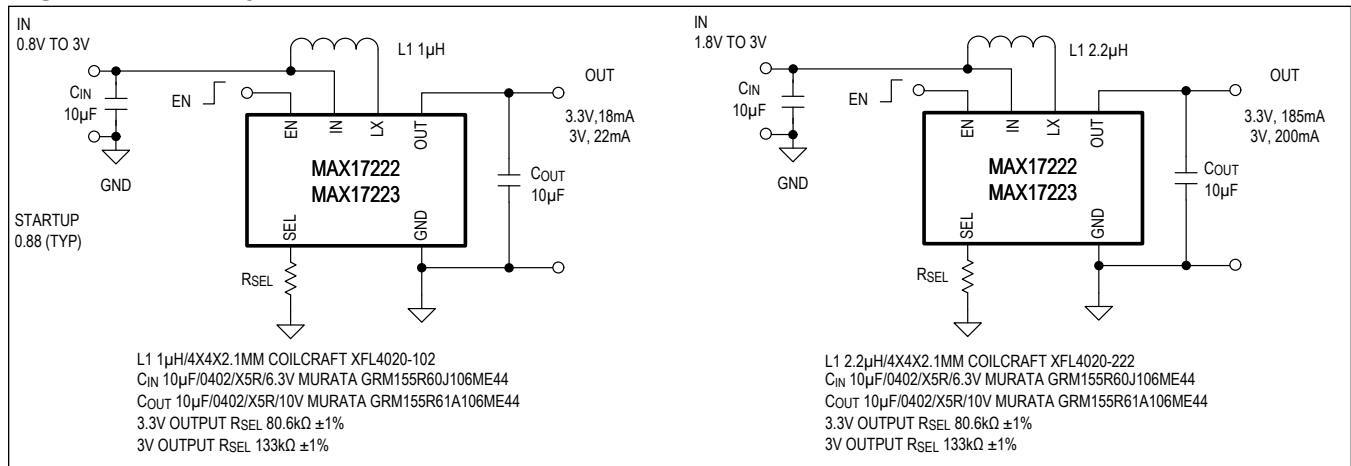 IN
0.8V TO 3V
L1 1µH
CIN
10µF
EN
OUT
3.3V,18mA
3V, 22mA
EN
IN
LX
OUT
MAX17222
MAX17223
COUT
10µF
GND
STARTUP
0.88 (TYP)
SEL
GND
RSEL
L1 1µH/4X4X2.1MM COILCRAFT XFL4020-102
CIN 10µF/0402/X5R/6.3V MURATA GRM155R60J106ME44
COUT 10µF/0402/X5R/10V MURATA GRM155R61A106ME44
3.3V OUTPUT RSEL 80.6kΩ ±1%
3V OUTPUT RSEL 133kΩ ±1%
IN
1.8V TO 3V
L1 2.2µH
CIN
10µF
EN
OUT
3.3V, 185mA
3V, 200mA
EN
IN
LX
OUT
MAX17222
MAX17223
COUT
10µF
GND
SEL
GND
RSEL
L1 2.2µH/4X4X2.1MM COILCRAFT XFL4020-222
CIN 10µF/0402/X5R/6.3V MURATA GRM155R60J106ME44
COUT 10µF/0402/X5R/10V MURATA GRM155R61A106ME44
3.3V OUTPUT RSEL 80.6kΩ ±1%
3V OUTPUT RSEL 133kΩ ±1%